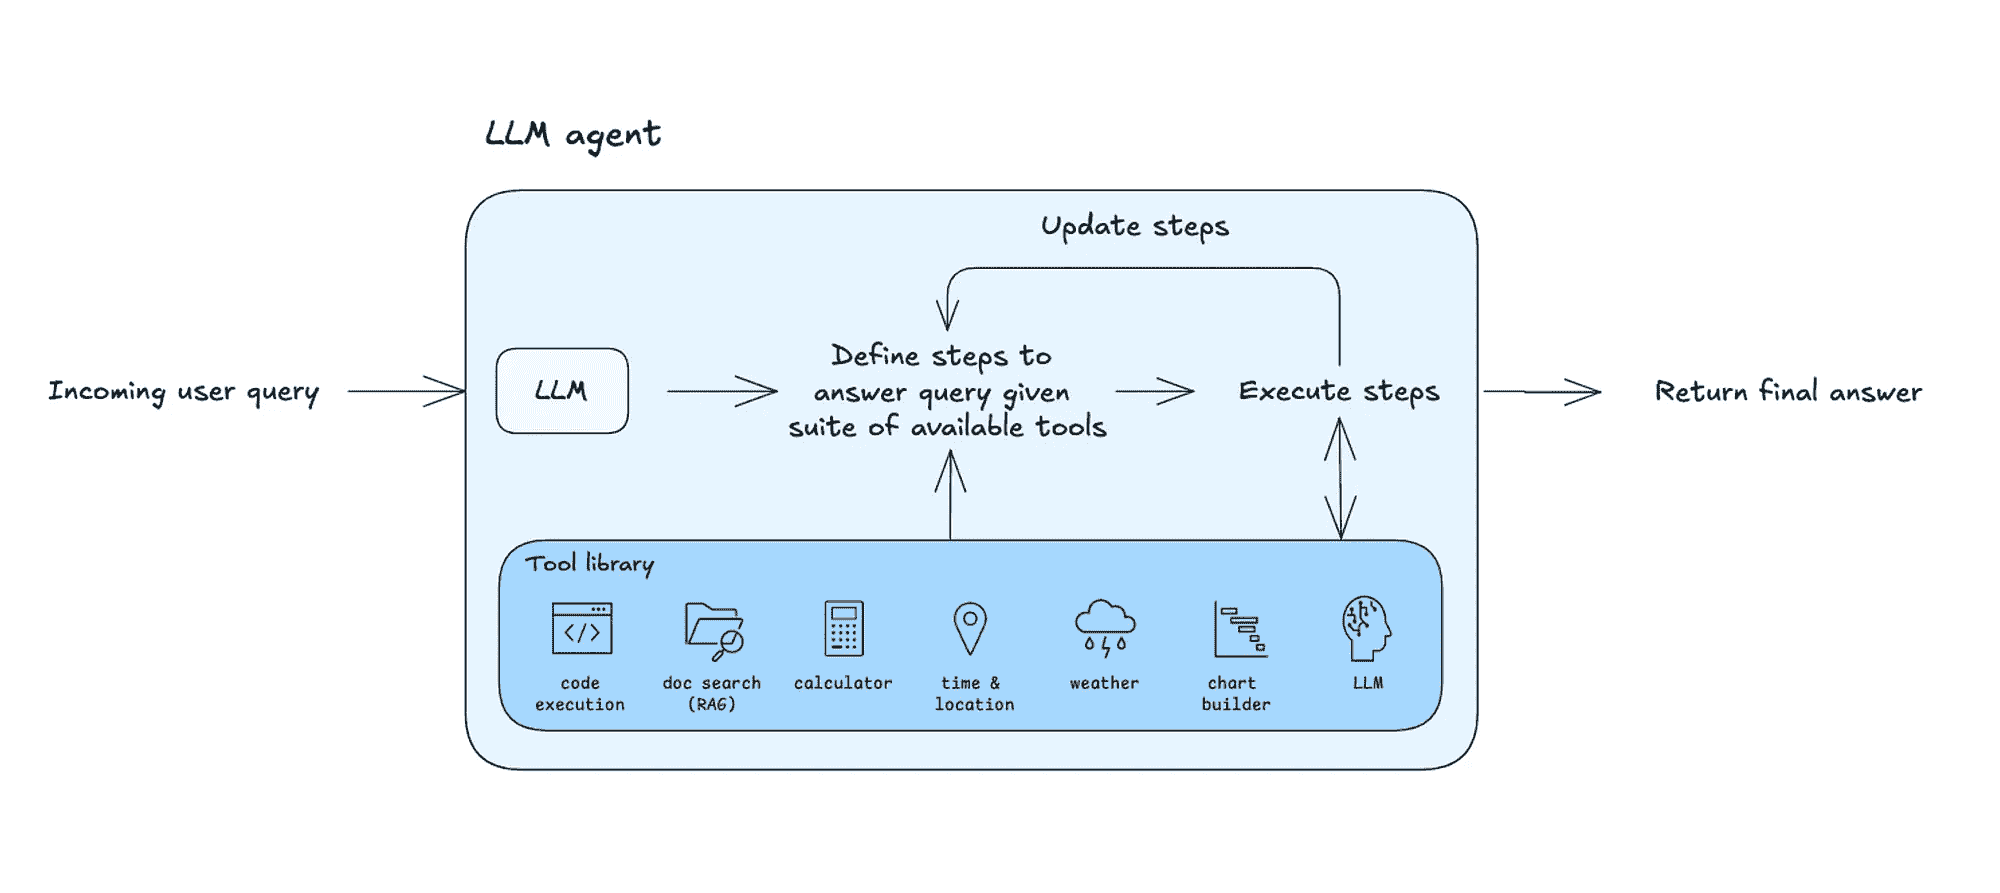 LLM agent
Update steps
Incoming user query
LLM
Define steps to
answer query given
suite of available tools
Execute steps
Return final answer
Tool library
code
execution
doc search
(RAG)
calculator
time &
location
weather
chart
builder
LLM